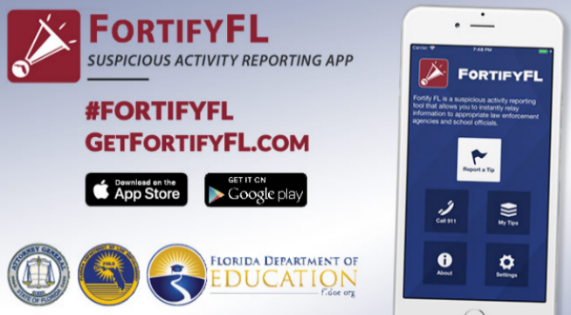 FORTIFYFL
SUSPICIOUS ACTIVITY REPORTING APP
#FORTIFYFL
GETFORTIFYFL.COM
Download on the
App Store
GET IT ON
Google play
ATTORNEY GENERAL
STATE OF FLORIDA
FLORIDA DEPARTMENT OF
EDUCATION
fldoe.org
Carrier
7:48 PM
FORTIFYFL
Fortify FL is a suspicious activity reporting
tool that allows you to instantly relay
information to appropriate law enforcement
agencies and school officials.
Report a Tip
Call 911
My Tips
About
Settings